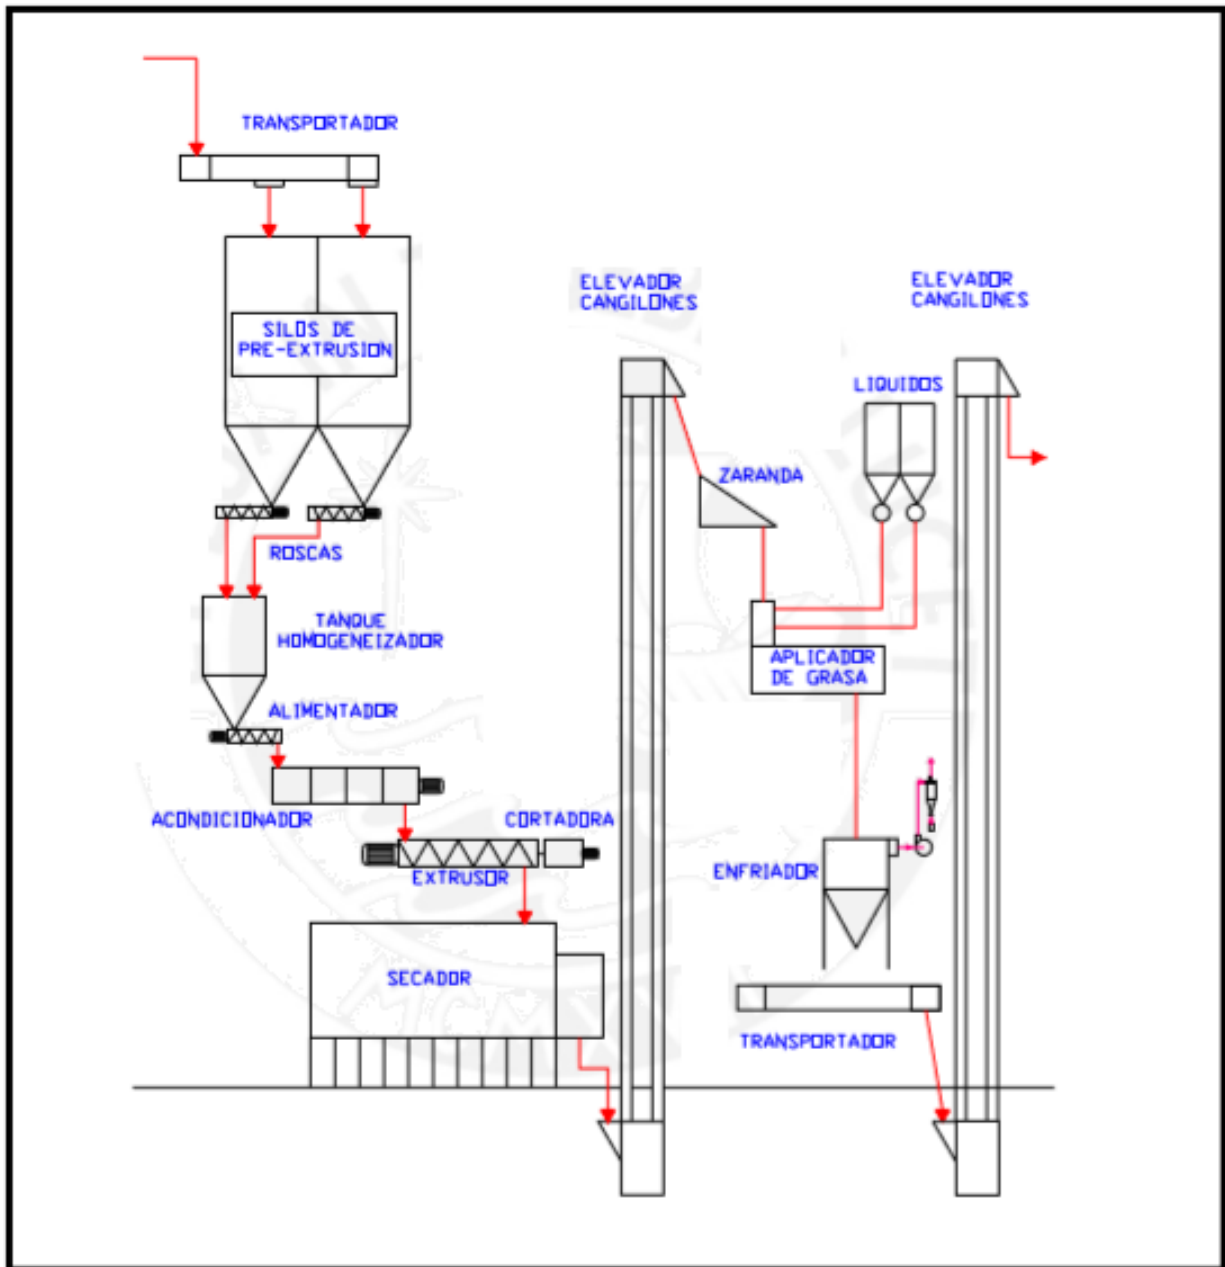 TRANSPORTADOR
SILOS DE
PRE-EXTRUSION
ROSCAS
TANQUE
HOMOGENEIZADOR
ALIMENTADOR
ACONDICIONADOR
CORTADORA
EXTRUSOR
SECADOR
ELEVADOR
CANGILONES
ZARANDA
LIQUIDOS
ELEVADOR
CANGILONES
APLICADOR
DE GRASA
ENFRIADOR
TRANSPORTADOR